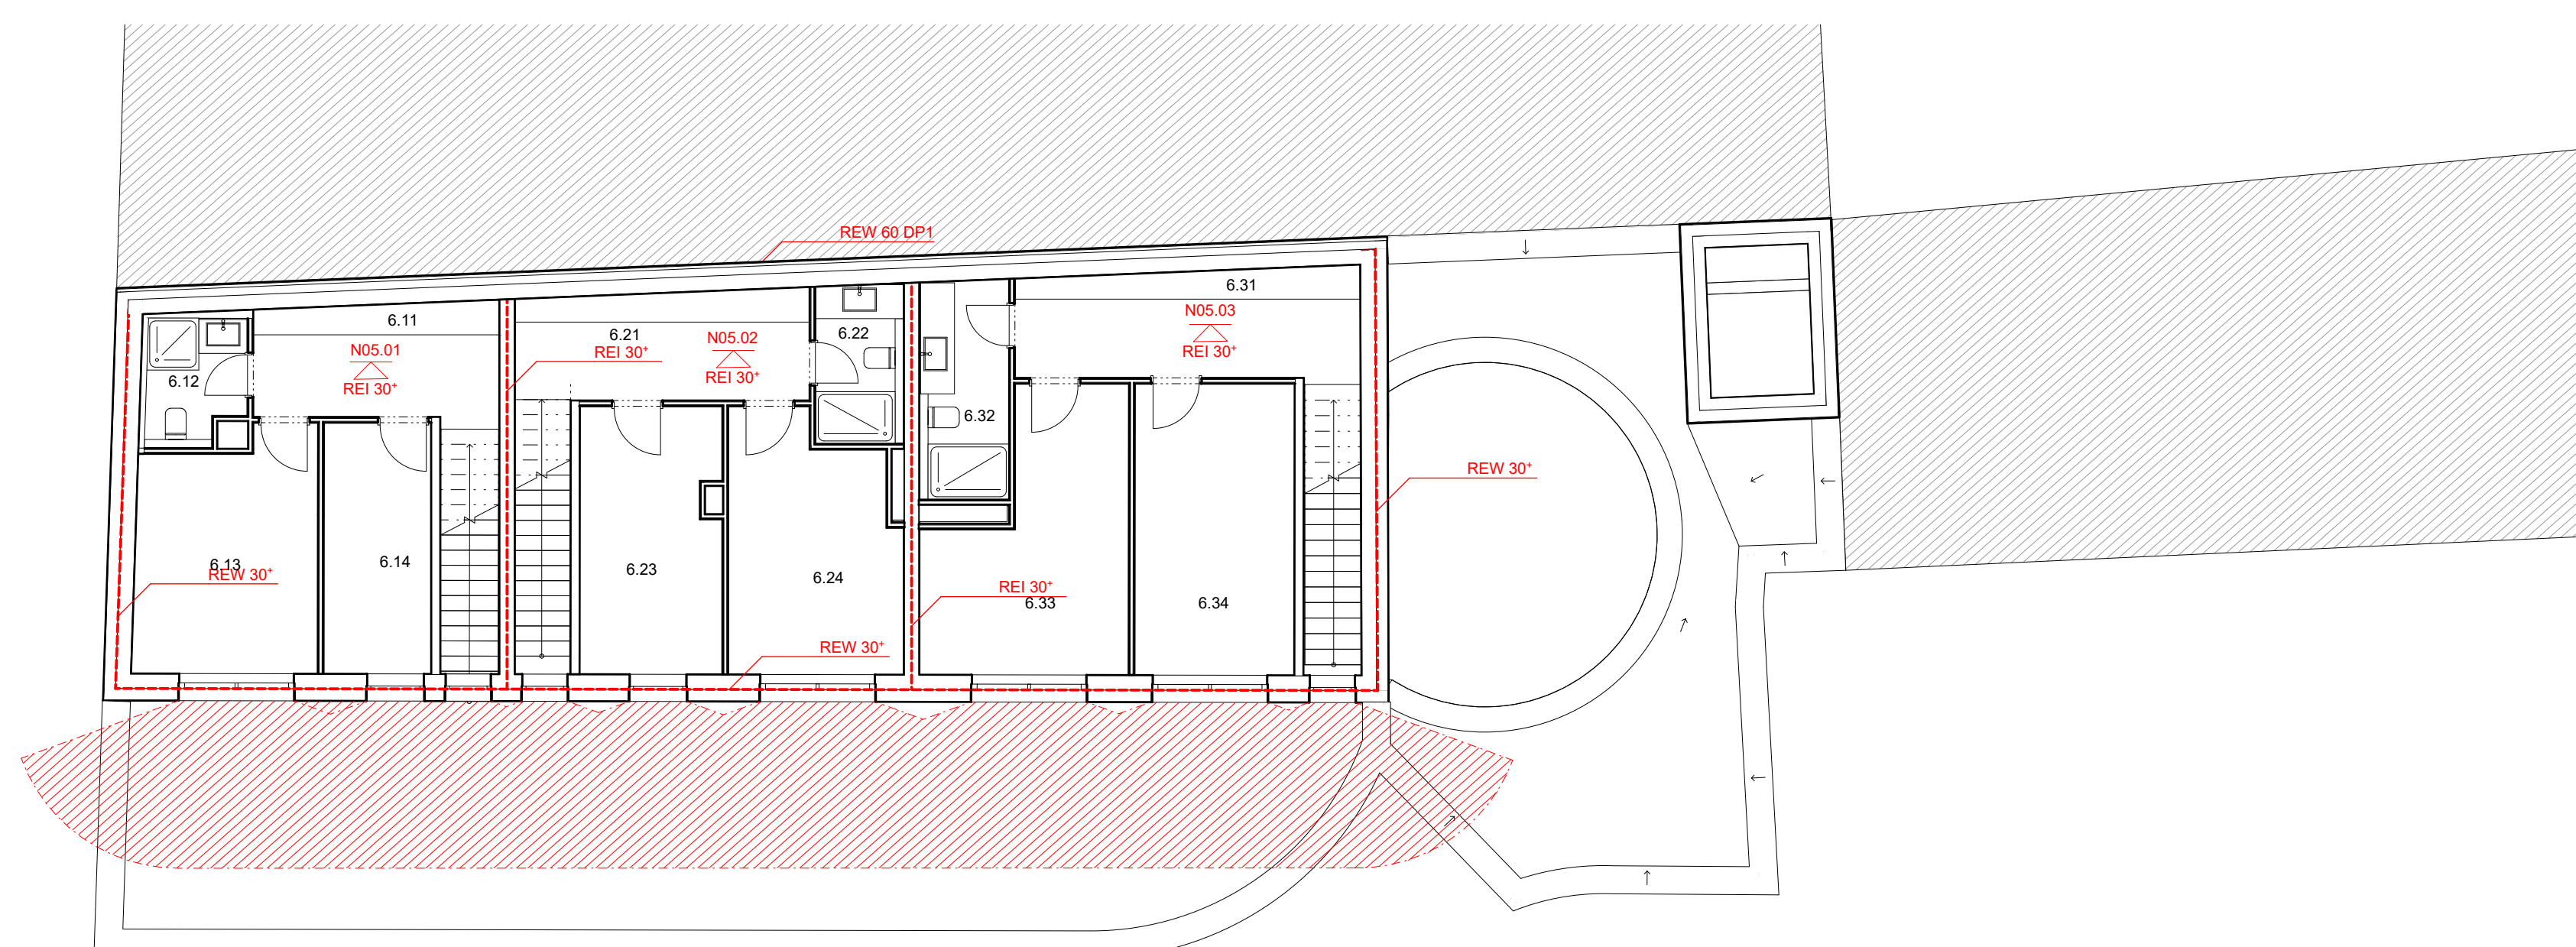 REW 60 DP1
6.11
N05.01
REI 30+
6.12
6.13
REW 30+
6.14
6.21
REI 30+
N05.02
REI 30+
6.22
6.23
6.24
REW 30+
6.31
N05.03
REI 30+
6.32
REI 30+
6.33
6.34
REW 30+